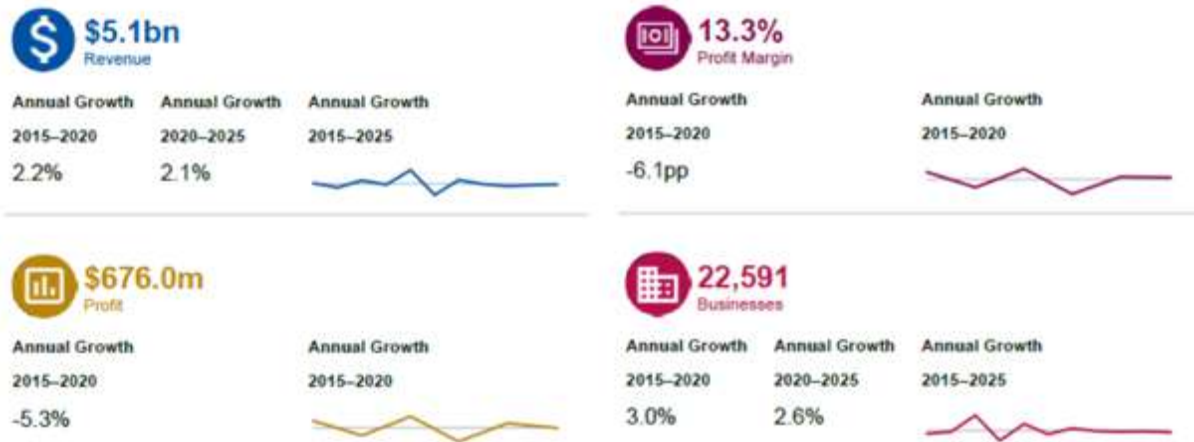 $5.1bn
Revenue
Annual Growth Annual Growth Annual Growth
2015–2020 2020–2025 2015–2025
2.2% 2.1%
13.3%
Profit Margin
Annual Growth Annual Growth
2015–2020 2015–2020
-6.1pp
$676.0m
Profit
Annual Growth Annual Growth
2015–2020 2015–2020
-5.3%
22,591
Businesses
Annual Growth Annual Growth Annual Growth
2015–2020 2020–2025 2015–2025
3.0% 2.6%